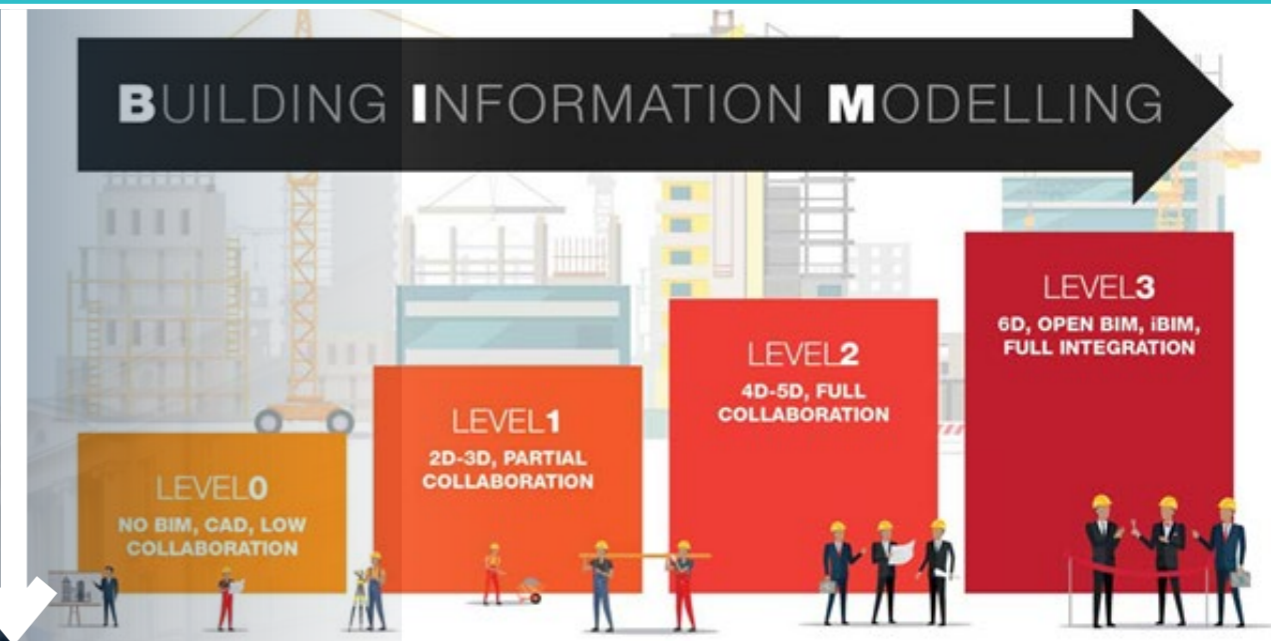 BUILDING INFORMATION MODELLING
LEVEL0
NO BIM, CAD, LOW
COLLABORATION
LEVEL1
2D-3D, PARTIAL
COLLABORATION
LEVEL2
4D-5D, FULL
COLLABORATION
LEVEL3
6D, OPEN BIM, iBIM,
FULL INTEGRATION